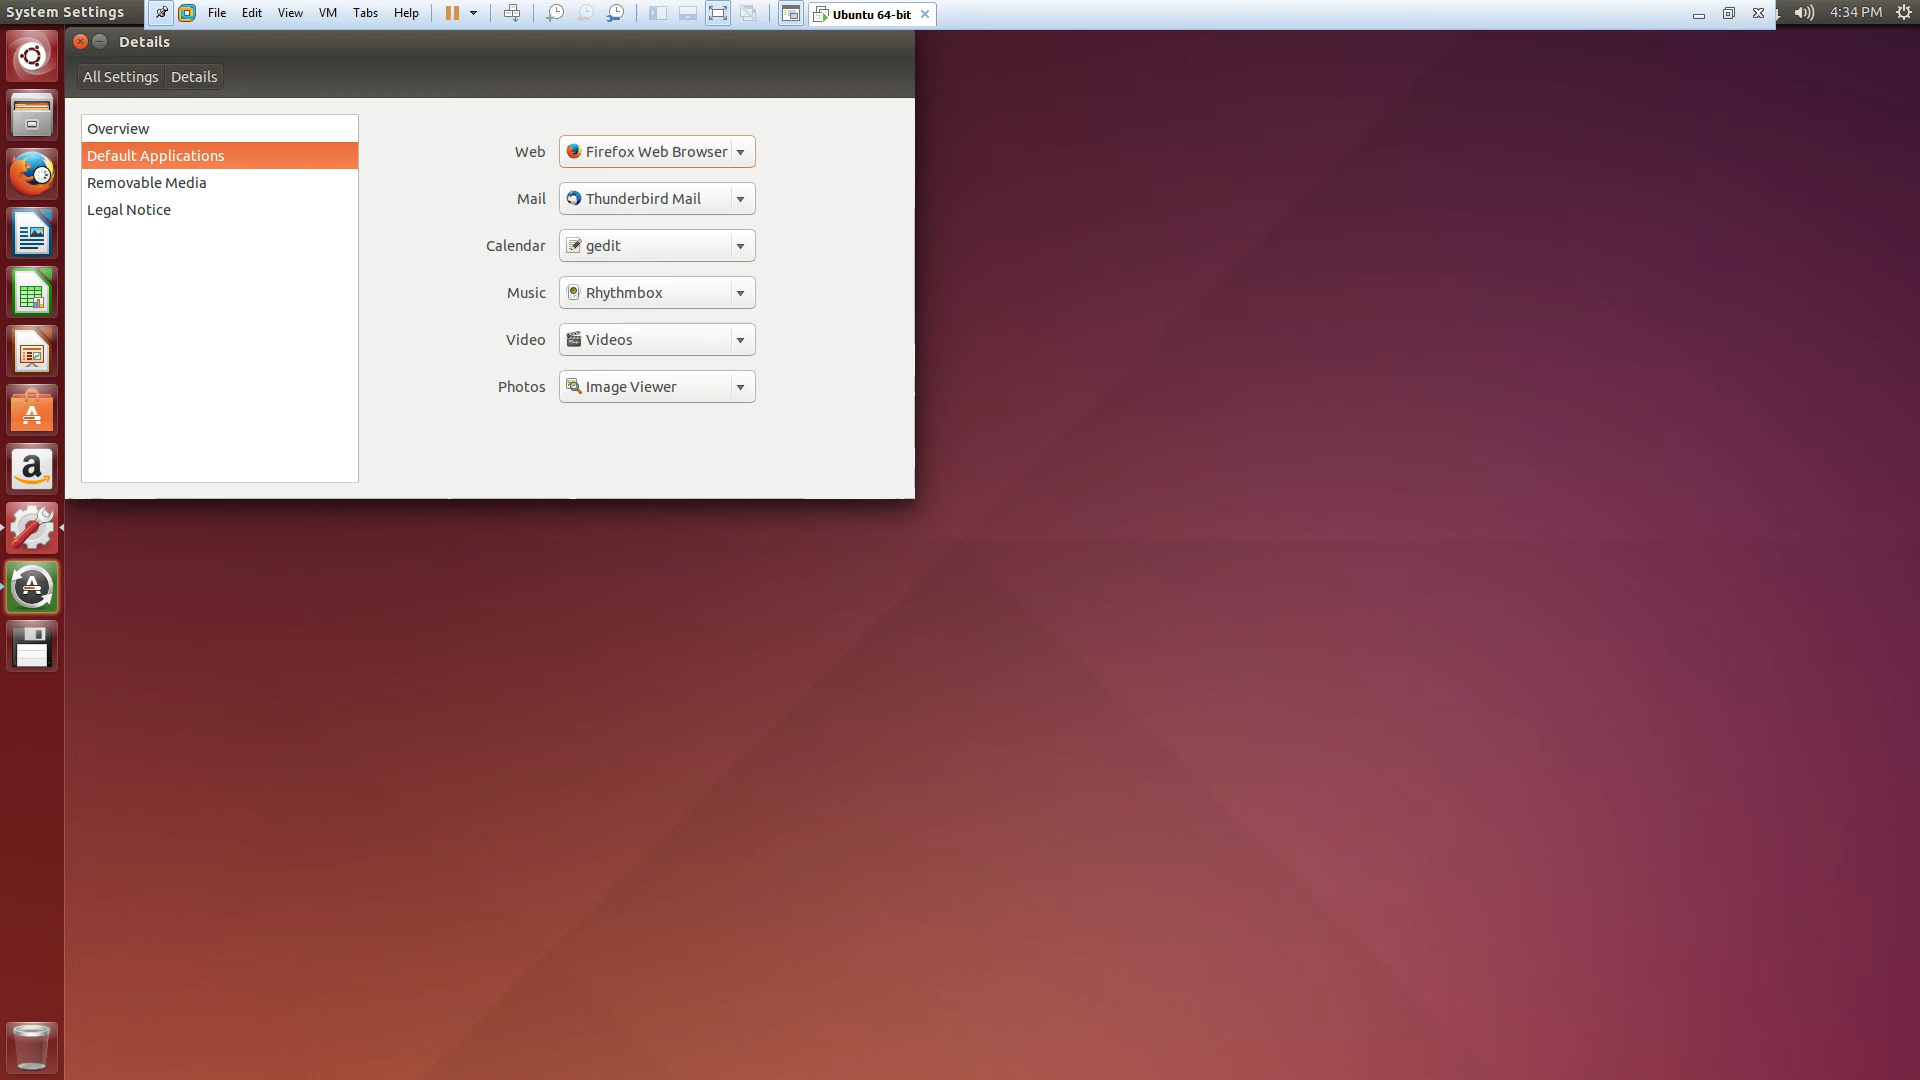 System Settings
File Edit View VM Tabs Help
Ubuntu 64-bit
4:34 PM
Details
All Settings Details
Overview
Default Applications
Removable Media
Legal Notice
Web Firefox Web Browser
Mail Thunderbird Mail
Calendar gedit
Music Rhythmbox
Video Videos
Photos Image Viewer